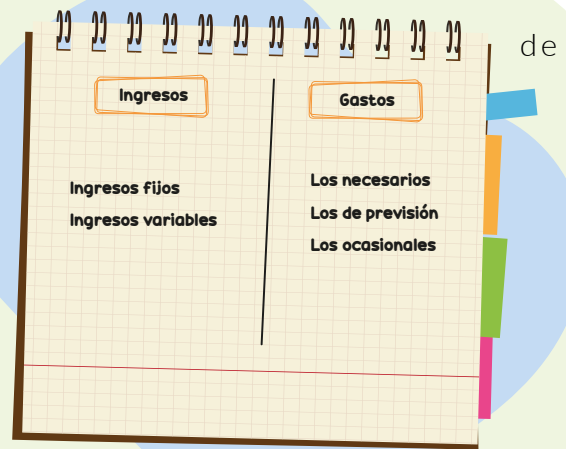 de
Ingresos
Gastos
Ingresos fijos
Ingresos variables
Los necesarios
Los de previsión
Los ocasionales